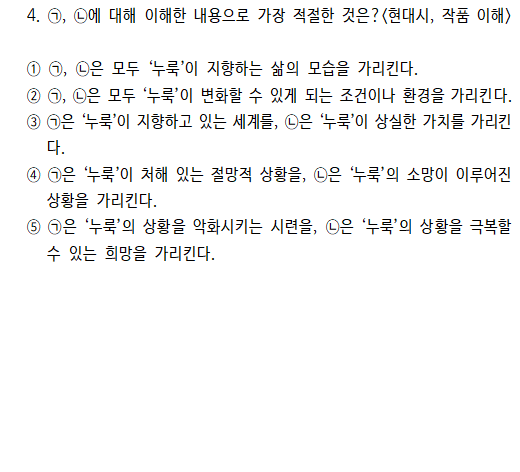 4. ㉠, ㉡에 대해 이해한 내용으로 가장 적절한 것은?<현대시, 작품 이해>
① ㉠, ㉡은 모두 ‘누룩’이 지향하는 삶의 모습을 가리킨다.
② ㉠, ㉡은 모두 ‘누룩’이 변화할 수 있게 되는 조건이나 환경을 가리킨다.
③ ㉠은 ‘누룩’이 지향하고 있는 세계를, ㉡은 ‘누룩’이 상실한 가치를 가리킨
다.
④ ㉠은 ‘누룩’이 처해 있는 절망적 상황을, ㉡은 ‘누룩’의 소망이 이루어진
상황을 가리킨다.
⑤ ㉠은 ‘누룩’의 상황을 악화시키는 시련을, ㉡은 ‘누룩’의 상황을 극복할
수 있는 희망을 가리킨다.